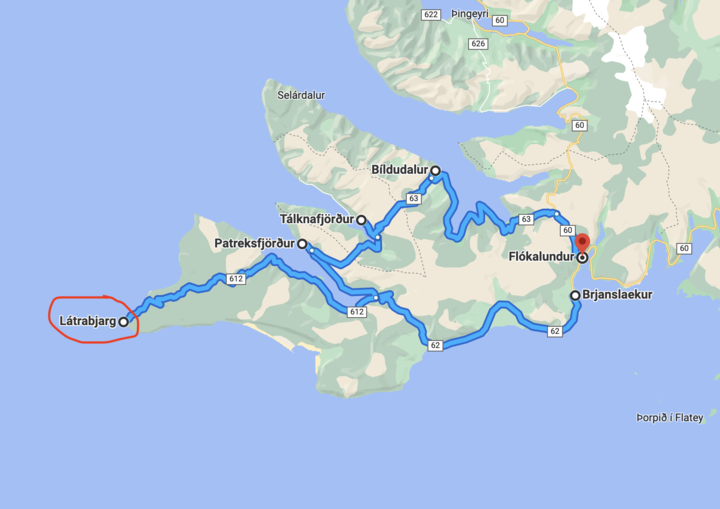 622
Þingeyri
60
626
Selárdalur
60
Bíldudalur
63
Tálknafjörður
63
60
Patreksfjörður
Flókalundur
60
612
Brjanslaekur
Látrabjarg
612
62
62
Þorpið í Flatey